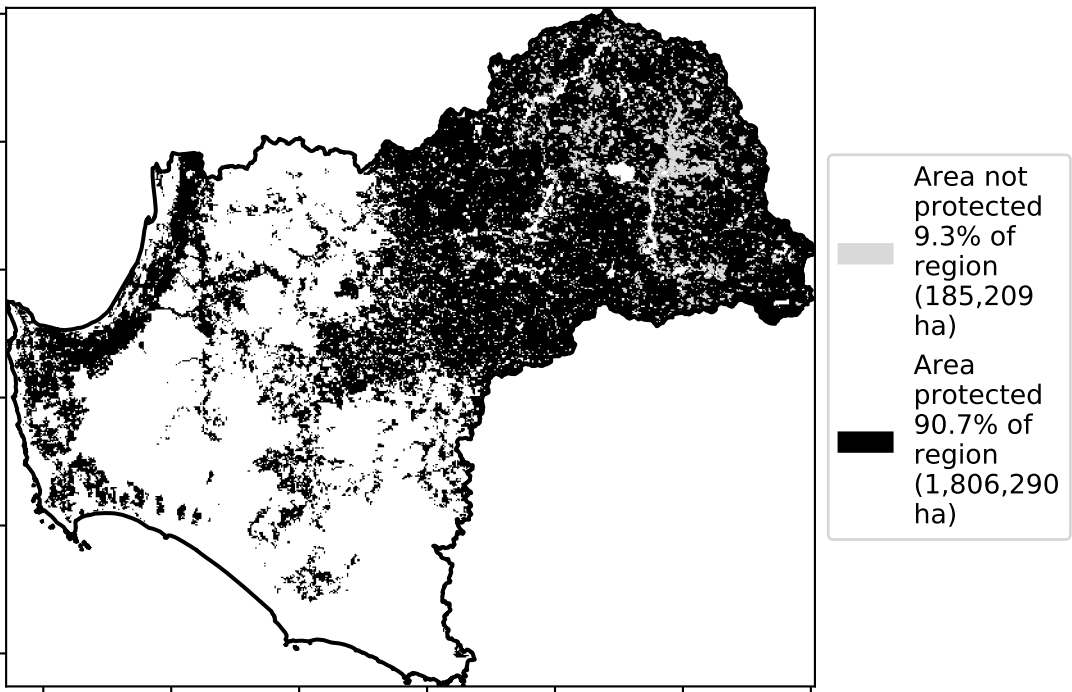 Area not
protected
9.3% of
region
(185,209
ha)
Area
protected
90.7% of
region
(1,806,290
ha)